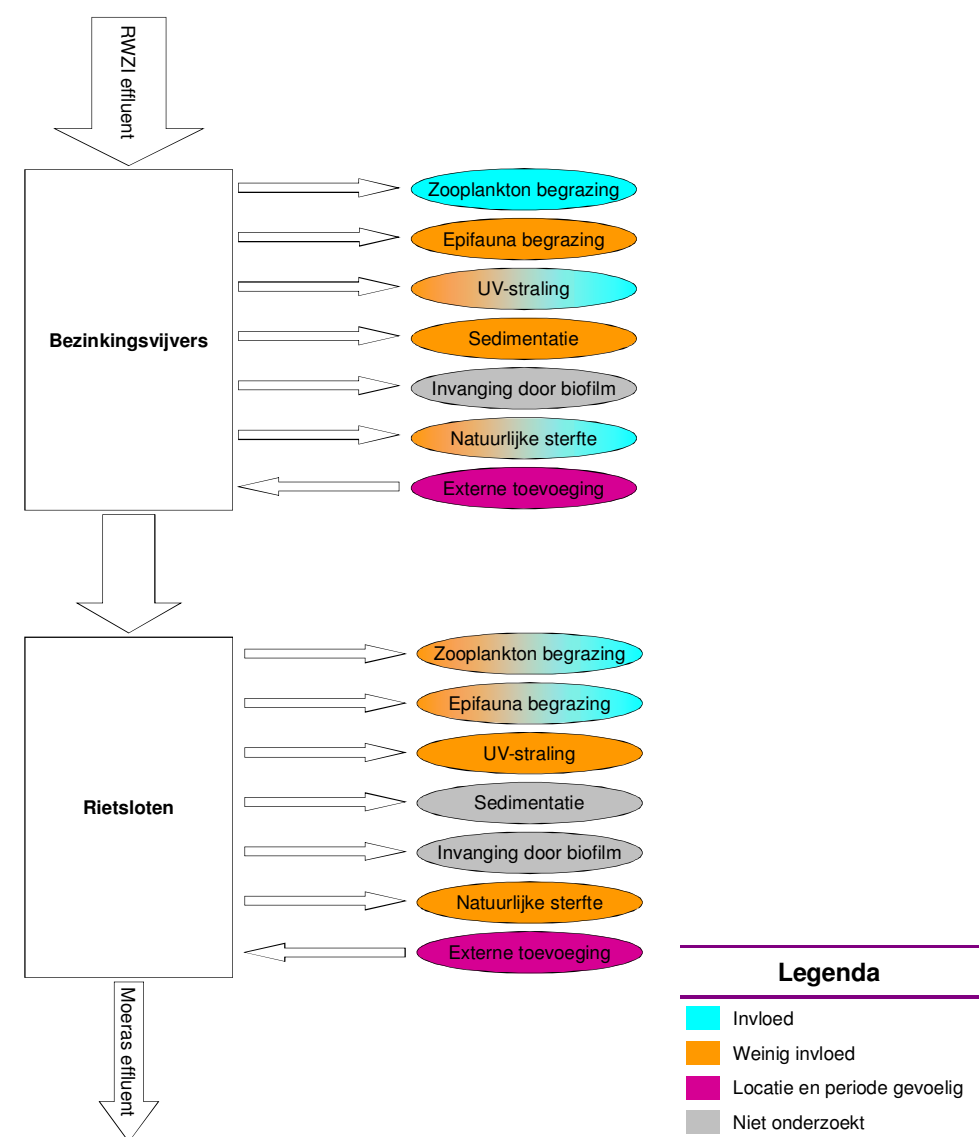 RWZI effluent
Bezinkingsvijvers
Zooplankton begrazing
Epifauna begrazing
UV-straling
Sedimentatie
Invanging door biofilm
Natuurlijke sterfte
Externe toevoeging
Rietsloten
Zooplankton begrazing
Epifauna begrazing
UV-straling
Sedimentatie
Invanging door biofilm
Natuurlijke sterfte
Externe toevoeging
Moeras effluent
Legenda
Invloed
Weinig invloed
Locatie en periode gevoelig
Niet onderzoekt